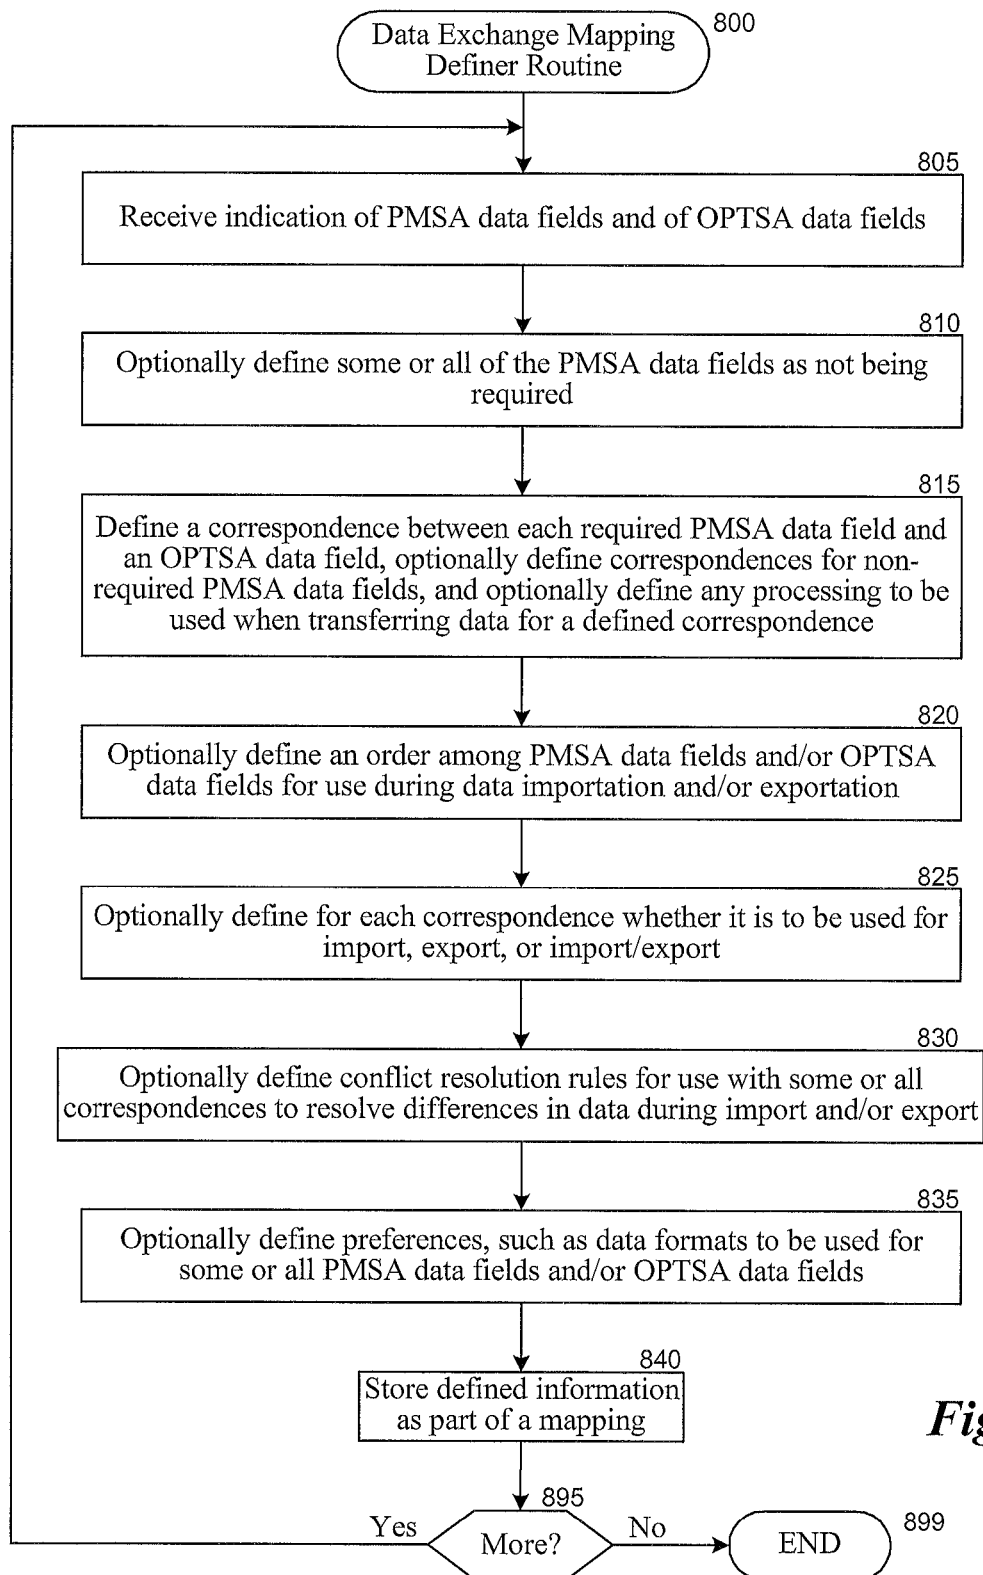 Data Exchange Mapping
Definer Routine
800
805
Receive indication of PMSA data fields and of OPTSA data fields
810
Optionally define some or all of the PMSA data fields as not being
required
815
Define a correspondence between each required PMSA data field and
an OPTSA data field, optionally define correspondences for non-
required PMSA data fields, and optionally define any processing to be
used when transferring data for a defined correspondence
820
Optionally define an order among PMSA data fields and/or OPTSA
data fields for use during data importation and/or exportation
825
Optionally define for each correspondence whether it is to be used for
import, export, or import/export
830
Optionally define conflict resolution rules for use with some or all
correspondences to resolve differences in data during import and/or export
835
Optionally define preferences, such as data formats to be used for
some or all PMSA data fields and/or OPTSA data fields
840
Store defined information
as part of a mapping
895
Yes
More?
No
END
899